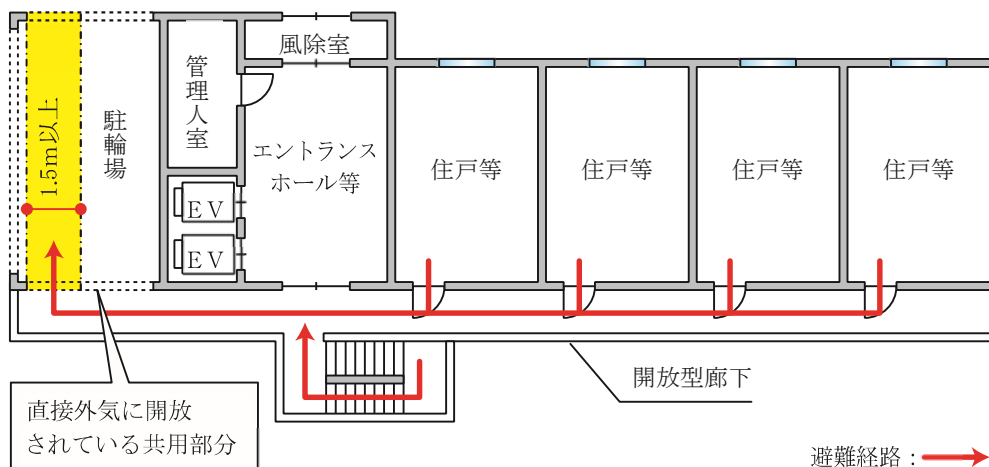 風除室
管理人室
1.5m以上
駐輪場
エントランス
ホール等
住戸等
住戸等
住戸等
住戸等
EV
EV
開放型廊下
直接外気に開放
されている共用部分
避難経路：